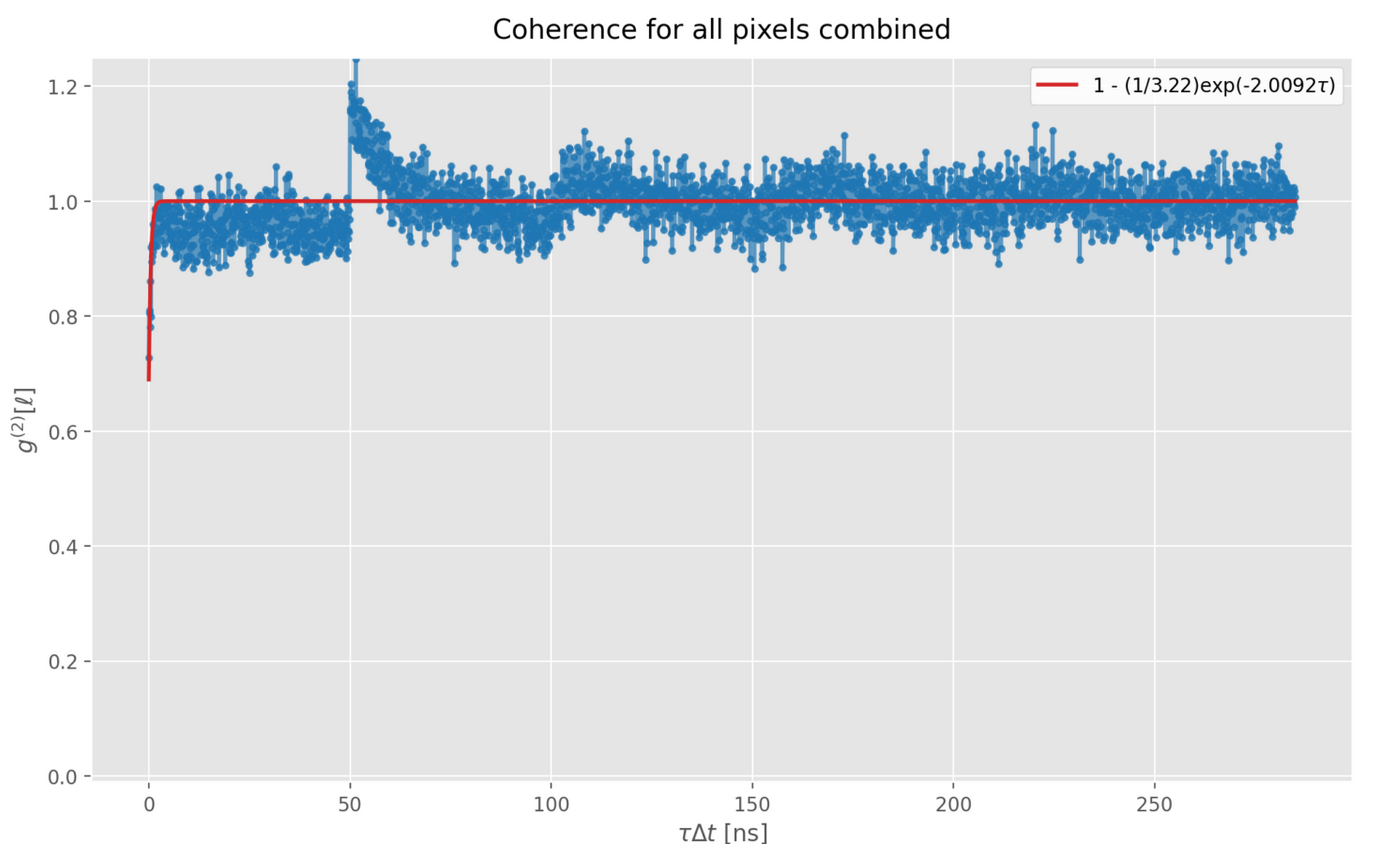 Coherence for all pixels combined
1 - (1/3.22)exp(-2.0092τ)
1.2
1.0
0.8
0.6
0.4
0.2
0.0
g⁽²⁾[ℓ]
0 50 100 150 200 250
τΔt [ns]